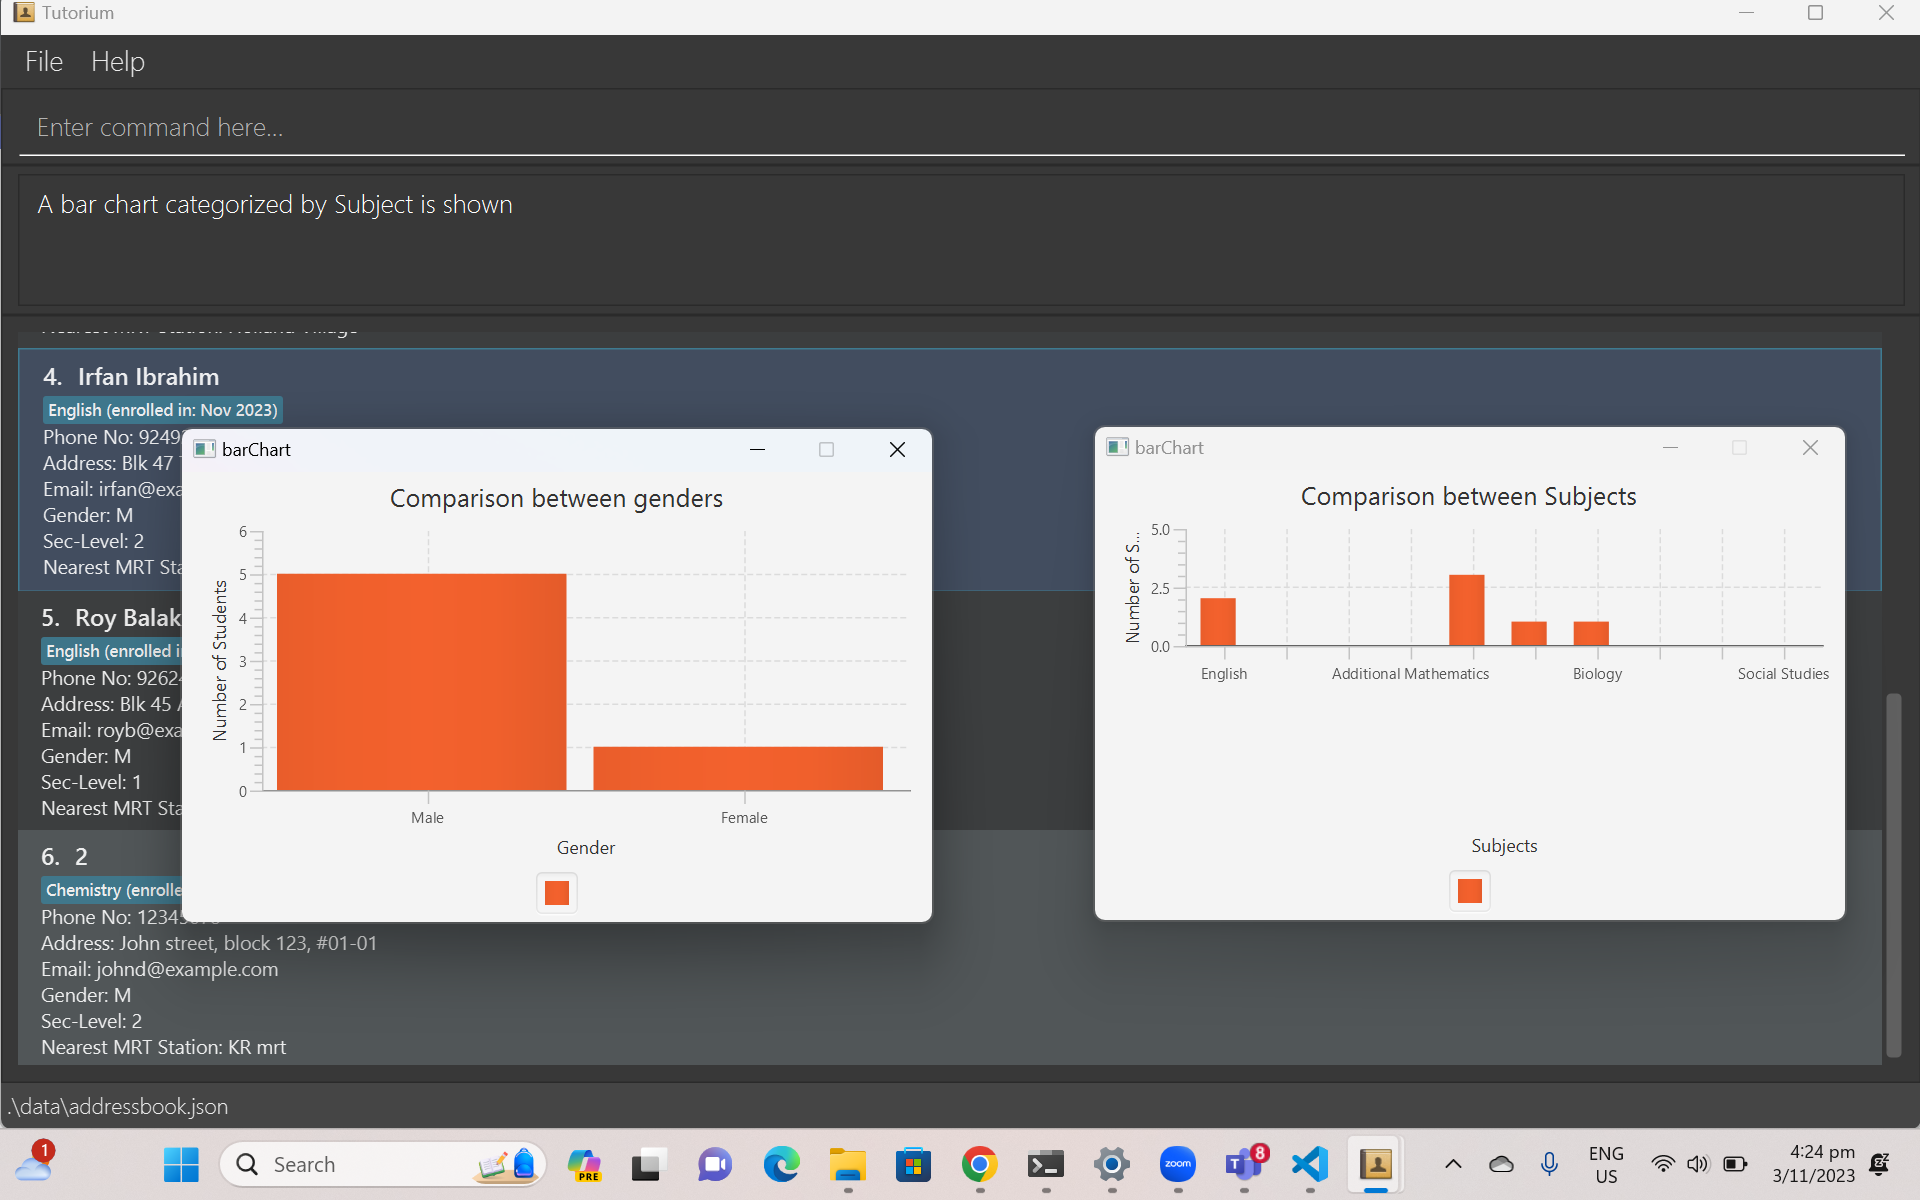 Tutorium
File Help
Enter command here...
A bar chart categorized by Subject is shown
4. Irfan Ibrahim
English (enrolled in: Nov 2023)
Phone No: 9249
Address: Blk 47
Email: irfan@exa
Gender: M
Sec-Level: 2
Nearest MRT Sta
5. Roy Balak
English (enrolled i
Phone No: 9262
Address: Blk 45
Email: royb@exa
Gender: M
Sec-Level: 1
Nearest MRT Sta
6. 2
Chemistry (enrolle
Phone No: 12345
Address: John street, block 123, #01-01
Email: johnd@example.com
Gender: M
Sec-Level: 2
Nearest MRT Station: KR mrt
barChart
Comparison between genders
Number of Students
6
5
4
3
2
1
0
Male Female
Gender
barChart
Comparison between Subjects
Number of S...
5.0
2.5
0.0
English Additional Mathematics Biology Social Studies
Subjects
.\data\addressbook.json
1
Search
PRE
zoom
8
ENG
US
4:24 pm
3/11/2023